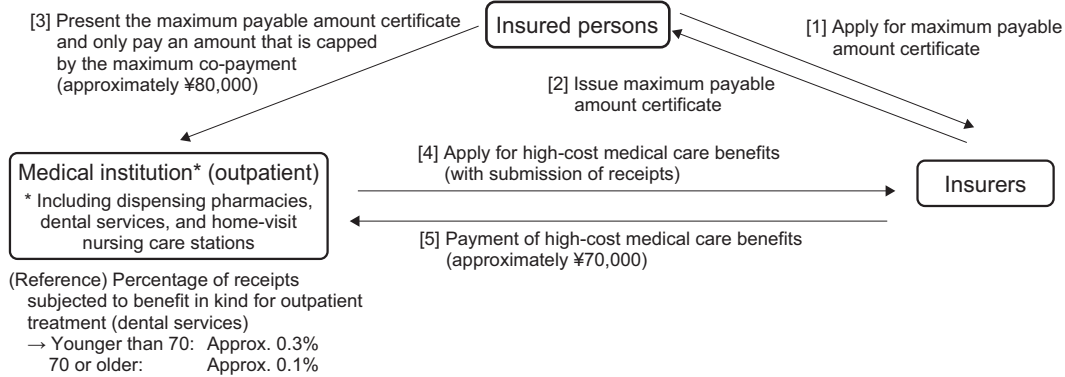 [3] Present the maximum payable amount certificate
and only pay an amount that is capped
by the maximum co-payment
(approximately ¥80,000)
Insured persons
[1] Apply for maximum payable
amount certificate
[2] Issue maximum payable
amount certificate
Medical institution* (outpatient)
* Including dispensing pharmacies,
dental services, and home-visit
nursing care stations
[4] Apply for high-cost medical care benefits
(with submission of receipts)
Insurers
[5] Payment of high-cost medical care benefits
(approximately ¥70,000)
(Reference) Percentage of receipts
subjected to benefit in kind for outpatient
treatment (dental services)
→ Younger than 70: Approx. 0.3%
70 or older: Approx. 0.1%